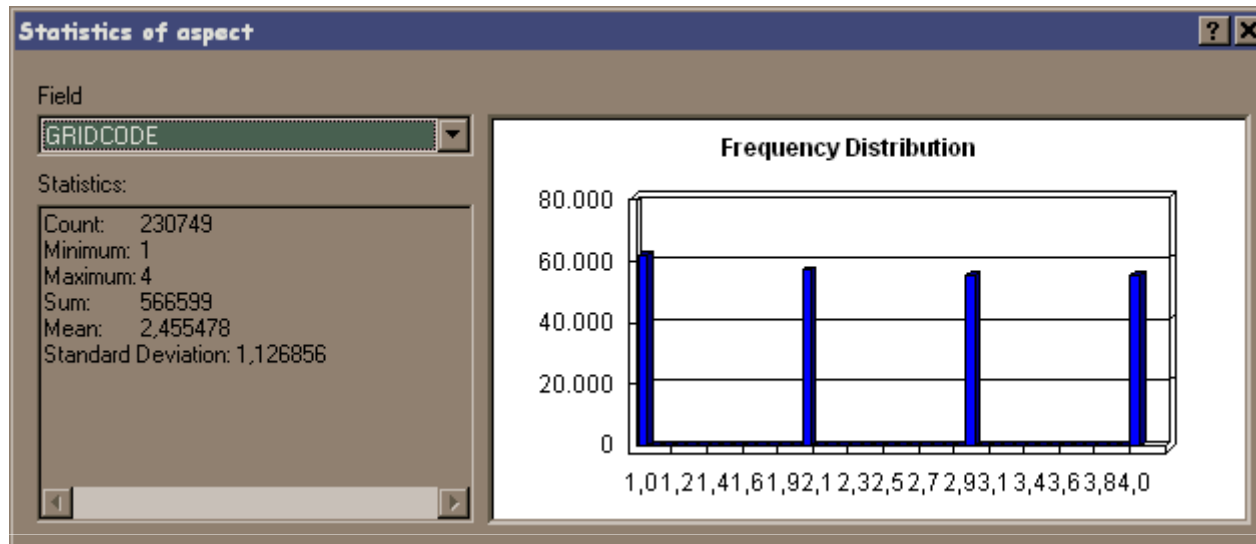 Statistics of aspect
Field
GRIDCODE
Statistics:
Count: 230749
Minimum: 1
Maximum: 4
Sum: 566599
Mean: 2,455478
Standard Deviation: 1,126856
Frequency Distribution
80.000
60.000
40.000
20.000
0
1,01,21,41,61,92,12,32,52,72,93,13,43,63,84,0